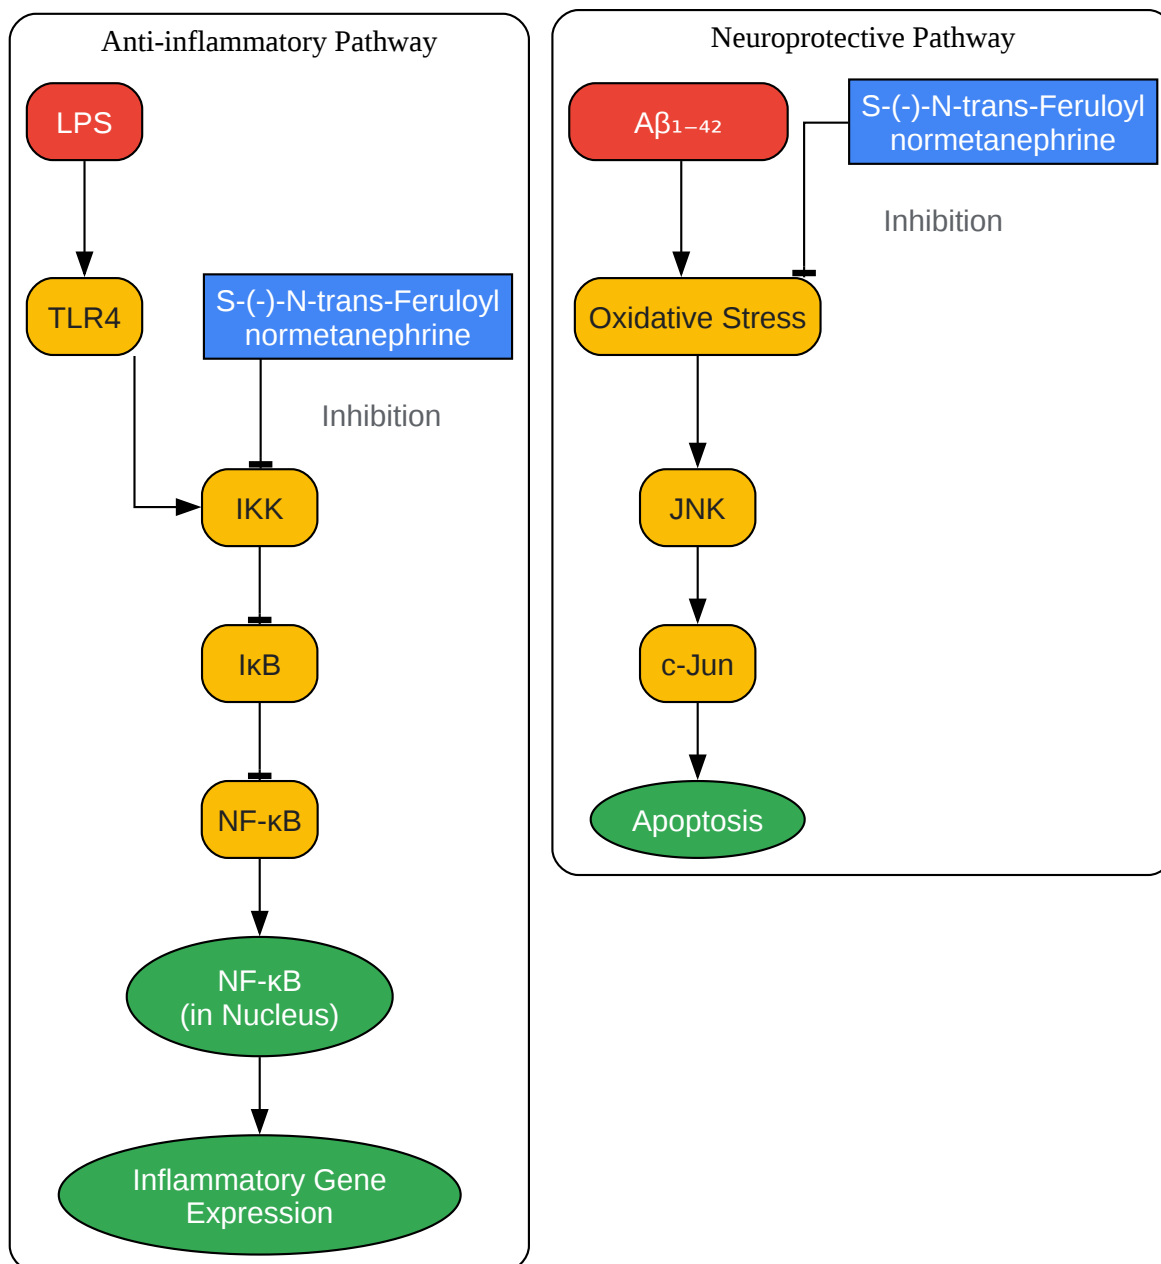 Anti-inflammatory Pathway
LPS
TLR4
S-(-)-N-trans-Feruloyl
normetanephrine
Inhibition
IKK
IκB
NF-κB
NF-κB
(in Nucleus)
Inflammatory Gene
Expression
Neuroprotective Pathway
Aβ₁₋₄₂
S-(-)-N-trans-Feruloyl
normetanephrine
Inhibition
Oxidative Stress
JNK
c-Jun
Apoptosis